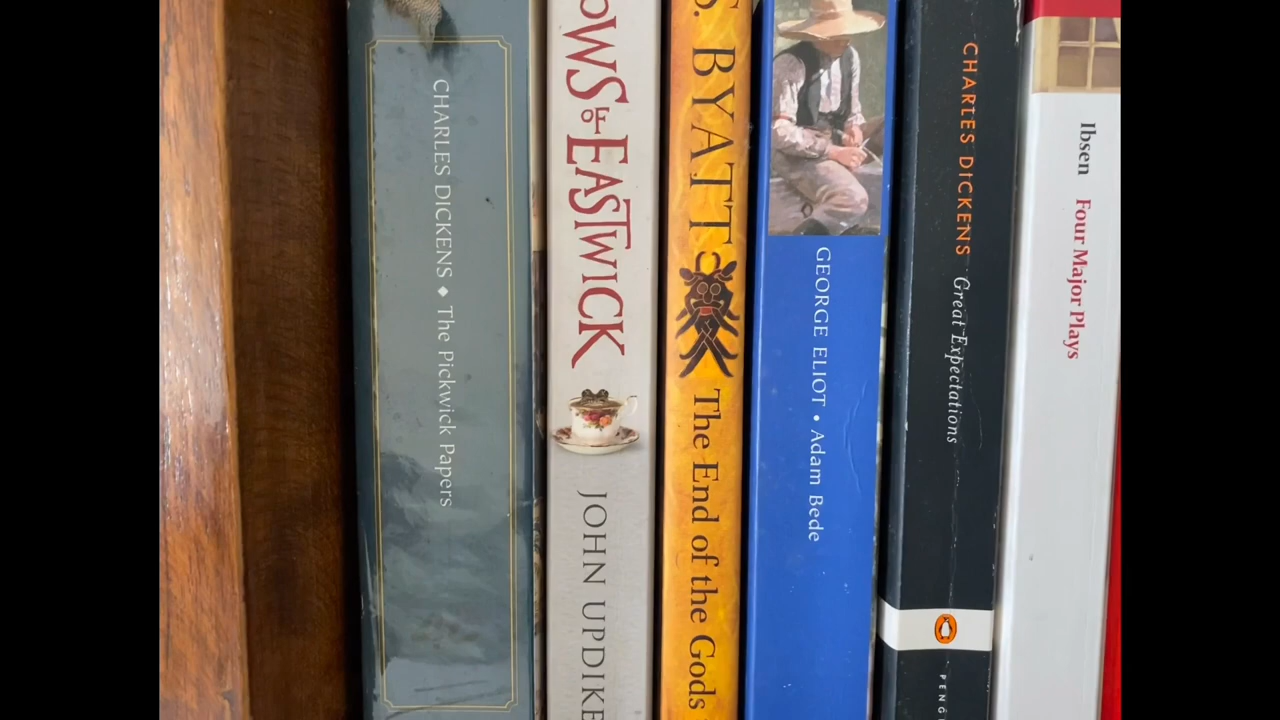 CHARLES DICKENS ♦ The Pickwick Papers
OWS OF EASTWICK
JOHN UPDIKE
S. BYATT
The End of the Gods
GEORGE ELIOT • Adam Bede
CHARLES DICKENS Great Expectations
PENG
Ibsen Four Major Plays